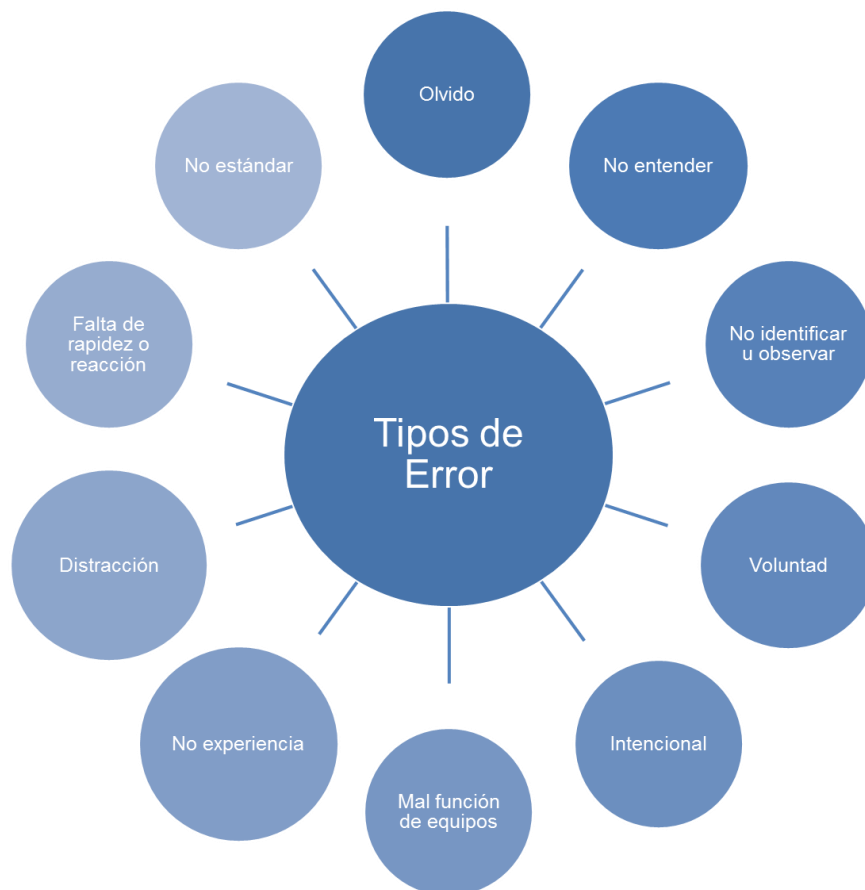 Tipos de
Error
Olvido
No entender
No identificar
u observar
Voluntad
Intencional
Mal función
de equipos
No experiencia
Distracción
Falta de
rapidez o
reacción
No estándar